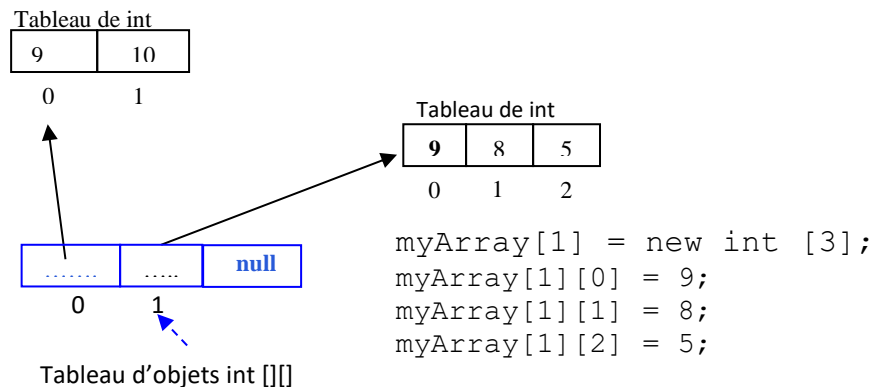 Tableau de int
9 10
0 1
Tableau de int
9 8 5
0 1 2
....... ..... null
0 1
Tableau d'objets int [][]
myArray[1] = new int [3];
myArray[1][0] = 9;
myArray[1][1] = 8;
myArray[1][2] = 5;